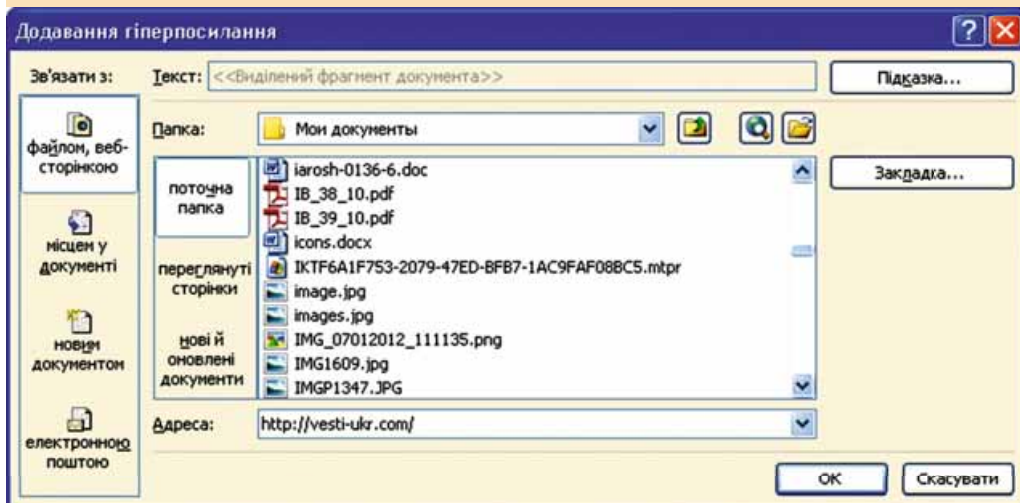 Додавання гіперпосилання
Зв'язати з:
Текст: <<Виділений фрагмент документа>>
Підказка...
файлом, веб-
сторінкою
місцем у
документі
новим
документом
електронною
поштою
Папка: Мои документы
поточна
папка
переглянуті
сторінки
нові й
оновлені
документи
iarosh-0136-6.doc
IB_38_10.pdf
IB_39_10.pdf
icons.docx
IKTF6A1F753-2079-47ED-BFB7-1AC9FAF08BC5.mtpr
image.jpg
images.jpg
IMG_07012012_111135.png
IMG1609.jpg
IMGP1347.JPG
Закладка...
Адреса: http://vesti-ukr.com/
ОК Скасувати